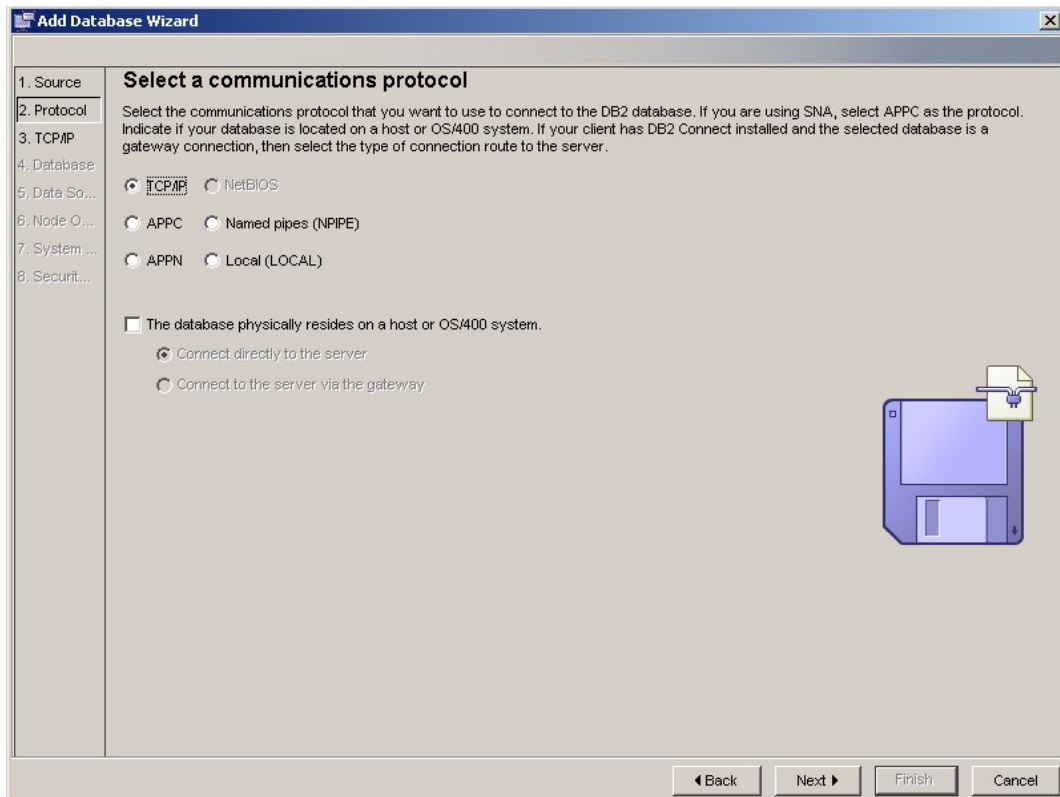 Add Database Wizard
1. Source
2. Protocol
3. TCP/IP
4. Database
5. Data So...
6. Node O...
7. System ...
8. Securit...
Select a communications protocol
Select the communications protocol that you want to use to connect to the DB2 database. If you are using SNA, select APPC as the protocol.
Indicate if your database is located on a host or OS/400 system. If your client has DB2 Connect installed and the selected database is a
gateway connection, then select the type of connection route to the server.
TCP/IP NetBIOS
APPC Named pipes (NPIPE)
APPN Local (LOCAL)
The database physically resides on a host or OS/400 system.
Connect directly to the server
Connect to the server via the gateway
Back Next Finish Cancel